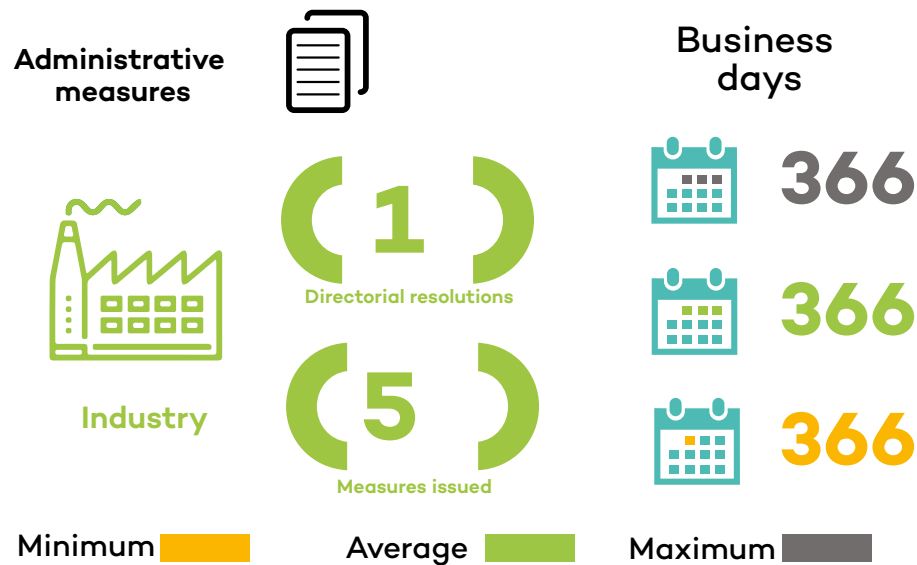 Administrative
measures
Business
days
1
Directorial resolutions
5
Measures issued
Industry
366
366
366
Minimum
Average
Maximum